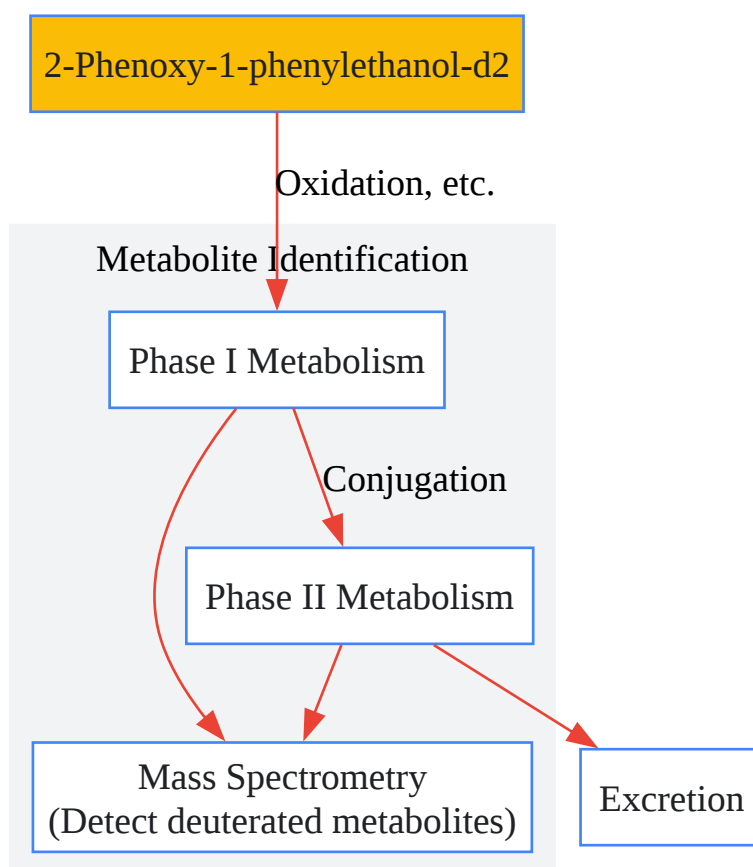 2-Phenoxy-1-phenylethanol-d2
Oxidation, etc.
Metabolite Identification
Phase I Metabolism
Conjugation
Phase II Metabolism
Mass Spectrometry
(Detect deuterated metabolites)
Excretion